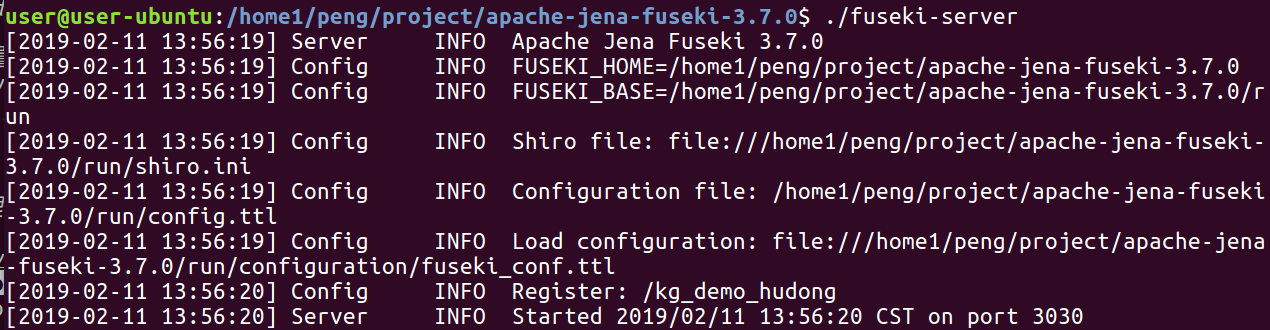 user@user-ubuntu:/home1/peng/project/apache-jena-fuseki-3.7.0$ ./fuseki-server
[2019-02-11 13:56:19] Server     INFO  Apache Jena Fuseki 3.7.0
[2019-02-11 13:56:19] Config     INFO  FUSEKI_HOME=/home1/peng/project/apache-jena-fuseki-3.7.0
[2019-02-11 13:56:19] Config     INFO  FUSEKI_BASE=/home1/peng/project/apache-jena-fuseki-3.7.0/r
un
[2019-02-11 13:56:19] Config     INFO  Shiro file: file:///home1/peng/project/apache-jena-fuseki-
3.7.0/run/shiro.ini
[2019-02-11 13:56:19] Config     INFO  Configuration file: /home1/peng/project/apache-jena-fuseki
-3.7.0/run/config.ttl
[2019-02-11 13:56:19] Config     INFO  Load configuration: file:///home1/peng/project/apache-jena
-fuseki-3.7.0/run/configuration/fuseki_conf.ttl
[2019-02-11 13:56:20] Config     INFO  Register: /kg_demo_hudong
[2019-02-11 13:56:20] Server     INFO  Started 2019/02/11 13:56:20 CST on port 3030